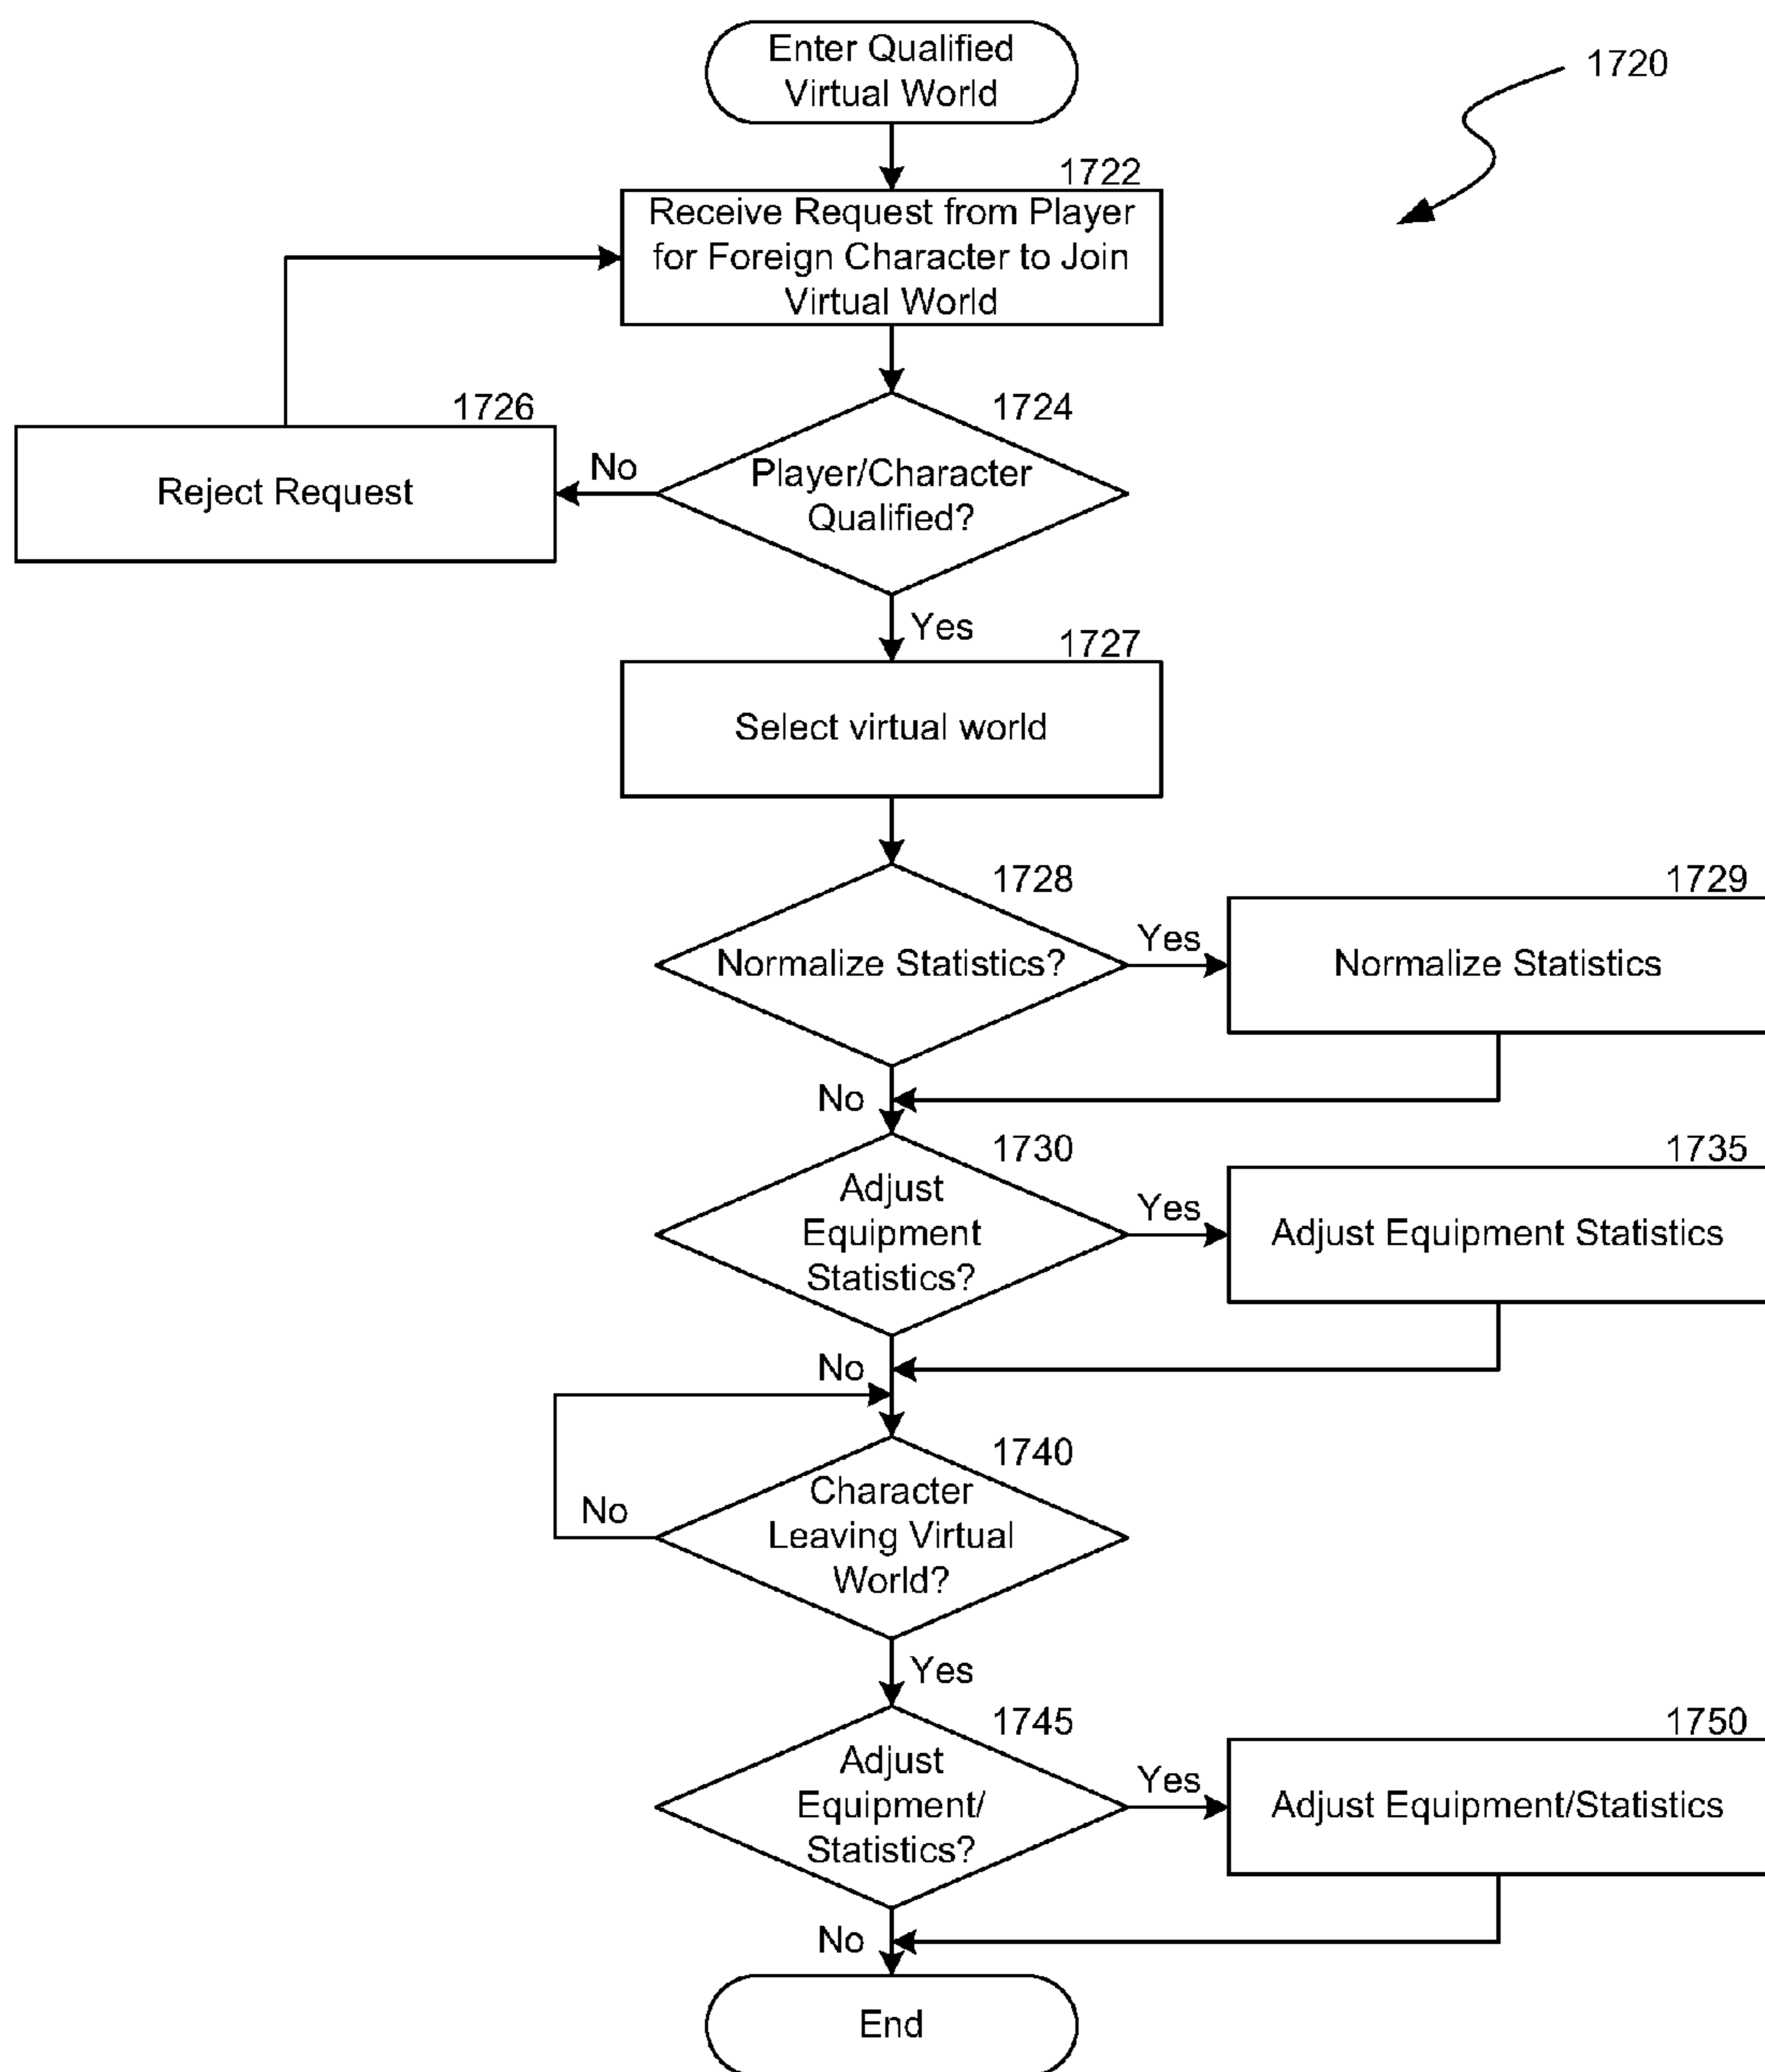 Enter Qualified
Virtual World
1720
1722
Receive Request from Player
for Foreign Character to Join
Virtual World
1726
Reject Request
No
1724
Player/Character
Qualified?
Yes
1727
Select virtual world
1728
Normalize Statistics?
Yes
1729
Normalize Statistics
No
1730
Adjust
Equipment
Statistics?
Yes
1735
Adjust Equipment Statistics
No
1740
Character
Leaving Virtual
World?
No
Yes
1745
Adjust
Equipment/
Statistics?
Yes
1750
Adjust Equipment/Statistics
No
End